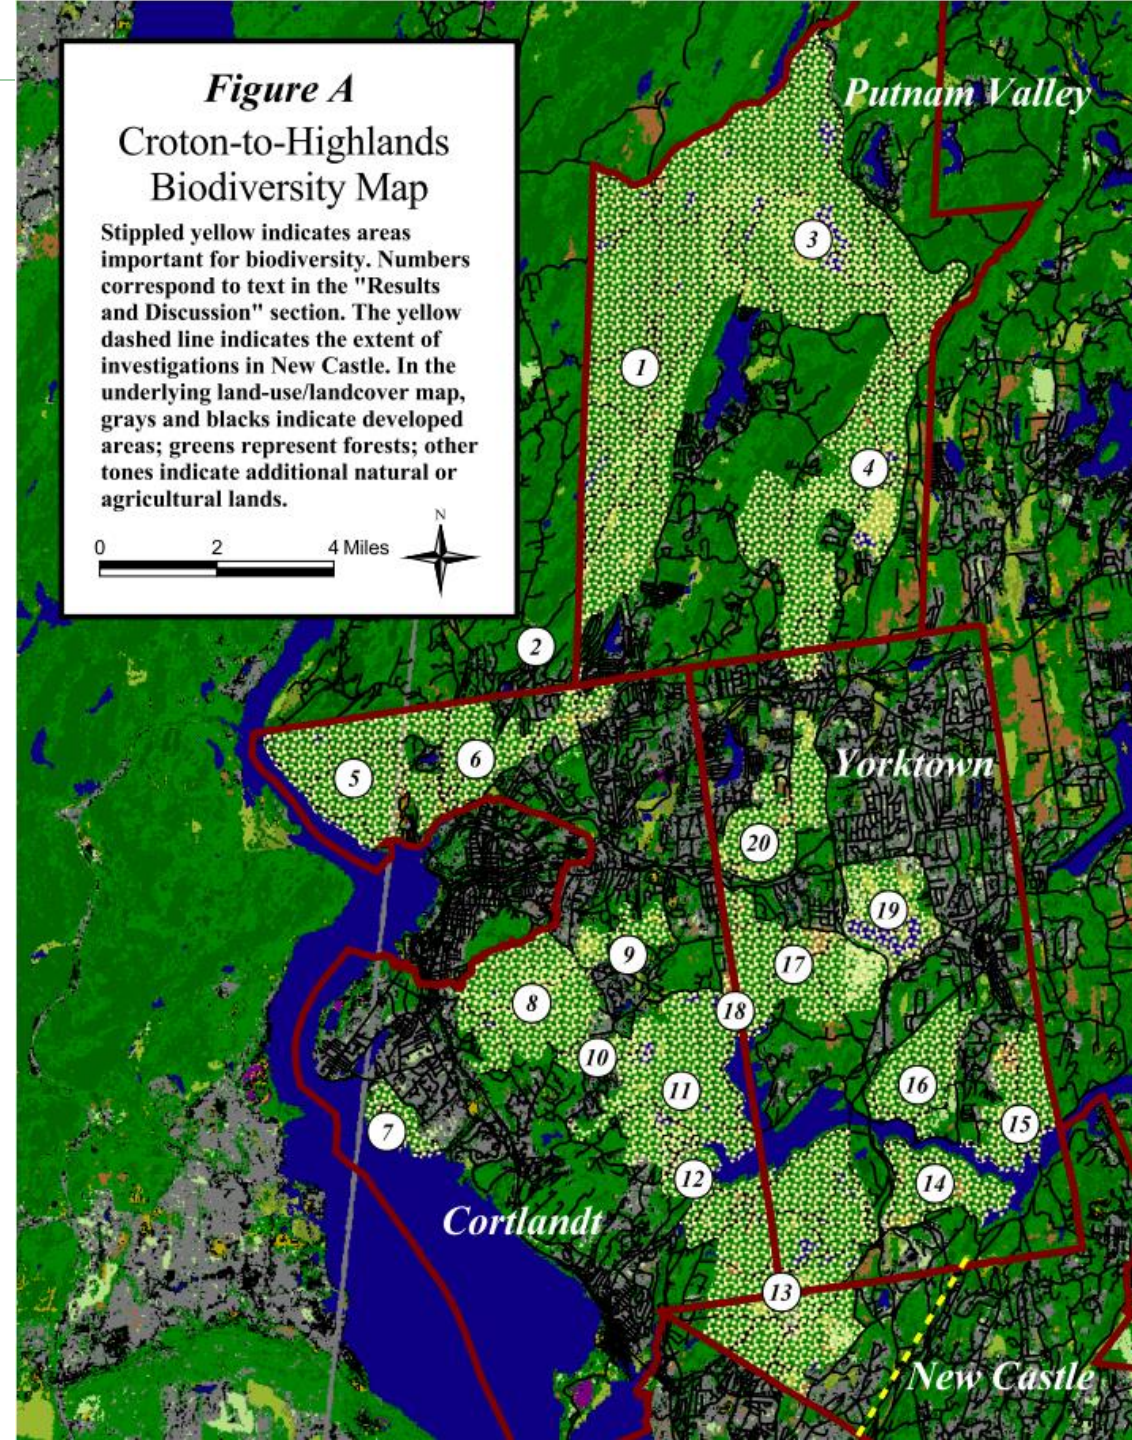 Figure A
Croton-to-Highlands
Biodiversity Map
Stippled yellow indicates areas
important for biodiversity. Numbers
correspond to text in the "Results
and Discussion" section. The yellow
dashed line indicates the extent of
investigations in New Castle. In the
underlying land-use/landcover map,
grays and blacks indicate developed
areas; greens represent forests; other
tones indicate additional natural or
agricultural lands.
N
0 2 4 Miles
Putnam Valley
3
1
4
2
6
5
Yorktown
20
19
9
17
8
18
10
11
16
7
15
12
14
Cortlandt
13
New Castle